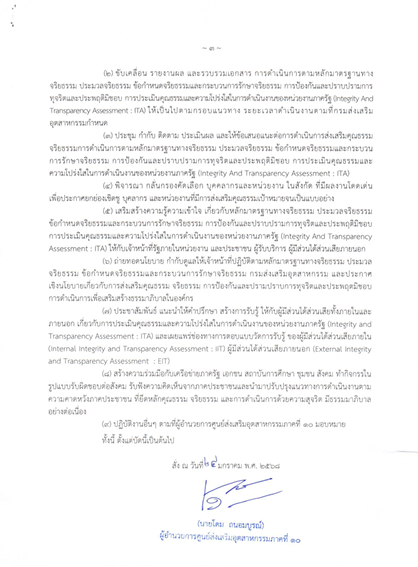 - ๓ -
(๒) ขับเคลื่อน รายงานผล และรวบรวมเอกสาร การดำเนินการตามหลักมาตรฐานทาง
จริยธรรม ประมวลจริยธรรม ข้อกำหนดจริยธรรมและกระบวนการรักษาจริยธรรม การป้องกันและปราบปรามการ
ทุจริตและประพฤติมิชอบ การประเมินคุณธรรมและความโปร่งใสในการดำเนินงานของหน่วยงานภาครัฐ (Integrity And
Transparency Assessment : ITA) ให้เป็นไปตามกรอบแนวทาง ระยะเวลาดำเนินงานตามที่กรมส่งเสริม
อุตสาหกรรมกำหนด
(๓) ประชุม กำกับ ติดตาม ประเมินผล และให้ข้อเสนอแนะต่อการดำเนินการส่งเสริมคุณธรรม
จริยธรรมการดำเนินการตามหลักมาตรฐานทางจริยธรรม ประมวลจริยธรรม ข้อกำหนดจริยธรรมและกระบวน
การรักษาจริยธรรม การป้องกันและปราบปรามการทุจริตและประพฤติมิชอบ การประเมินคุณธรรมและ
ความโปร่งใสในการดำเนินงานของหน่วยงานภาครัฐ (Integrity And Transparency Assessment : ITA)
(๔) พิจารณา กลั่นกรองคัดเลือก บุคคลากรและหน่วยงาน ในสังกัด ที่มีผลงานโดดเด่น
เพื่อประกาศยกย่องเชิดชู บุคลากร และหน่วยงานที่มีการส่งเสริมคุณธรรมเป้าหมายจนเป็นแบบอย่าง
(๕) เสริมสร้างความรู้ความเข้าใจ เกี่ยวกับหลักมาตรฐานทางจริยธรรม ประมวลจริยธรรม
ข้อกำหนดจริยธรรมและกระบวนการรักษาจริยธรรม การป้องกันและปราบปรามการทุจริตและประพฤติมิชอบ
การประเมินคุณธรรมและความโปร่งใสในการดำเนินงานของหน่วยงานภาครัฐ (Integrity And Transparency
Assessment : ITA) ให้กับเจ้าหน้าที่รัฐภายในหน่วยงาน และประชาชน ผู้รับบริการ ผู้มีส่วนได้ส่วนเสียภายนอก
(๖) ถ่ายทอดนโยบาย กำกับดูแลให้เจ้าหน้าที่ปฏิบัติตามหลักมาตรฐานทางจริยธรรม ประมวล
จริยธรรม ข้อกำหนดจริยธรรมและกระบวนการรักษาจริยธรรม กรมส่งเสริมอุตสาหกรรม และประกาศ
เชิงนโยบายเกี่ยวกับการส่งเสริมคุณธรรม จริยธรรม การป้องกันและปราบปรามการทุจริตและประพฤติมิชอบ
การดำเนินการเพื่อเสริมสร้างธรรมาภิบาลในองค์กร
(๗) ประชาสัมพันธ์ แนะนำให้คำปรึกษา สร้างการรับรู้ ให้กับผู้มีส่วนได้ส่วนเสียทั้งภายในและ
ภายนอก เกี่ยวกับการประเมินคุณธรรมและความโปร่งใสในการดำเนินงานของหน่วยงานภาครัฐ (Integrity and
Transparency Assessment : ITA) และเผยแพร่ช่องทางการตอบแบบวัดการรับรู้ ของผู้มีส่วนได้ส่วนเสียภายใน
(Internal Integrity and Transparency Assessment : IIT) ผู้มีส่วนได้ส่วนเสียภายนอก (External Integrity
and Transparency Assessment : EIT)
(๘) สร้างความร่วมมือกับเครือข่ายภาครัฐ เอกชน สถาบันการศึกษา ชุมชน สังคม ทำกิจกรรมใน
รูปแบบรับผิดชอบต่อสังคม รับฟังความคิดเห็นจากภาคประชาชนและนำมาปรับปรุงแนวทางการดำเนินงานตาม
ความคาดหวังภาคประชาชน ที่ยึดหลักคุณธรรม จริยธรรม และการดำเนินการด้วยความสุจริต มีธรรมาภิบาล
อย่างต่อเนื่อง
(๙) ปฏิบัติงานอื่นๆ ตามที่ผู้อำนวยการศูนย์ส่งเสริมอุตสาหกรรมภาคที่ ๑๐ มอบหมาย
ทั้งนี้ ตั้งแต่บัดนี้เป็นต้นไป
สั่ง ณ วันที่ ๒๔ มกราคม พ.ศ. ๒๕๖๘
(นายโดม ถนอมบูรณ์)
ผู้อำนวยการศูนย์ส่งเสริมอุตสาหกรรมภาคที่ ๑๐